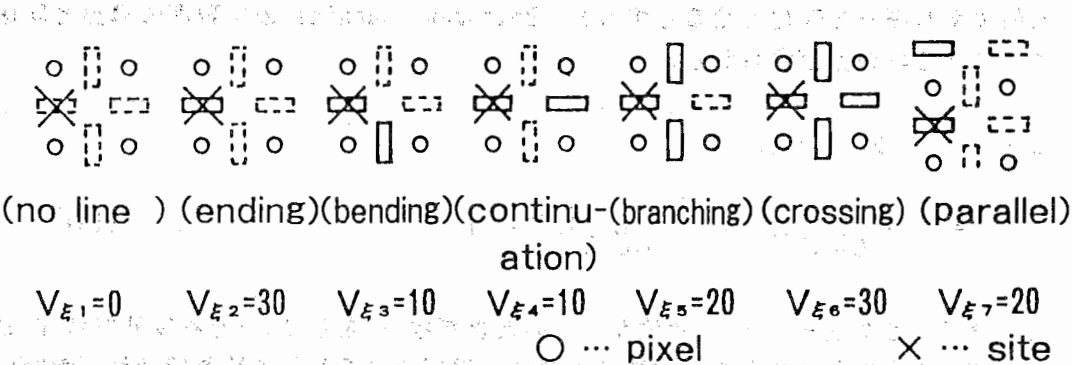 (no line ) (ending)(bending)(continu-(branching) (crossing) (parallel)
ation)
Vξ1=0 Vξ2=30 Vξ3=10 Vξ4=10 Vξ5=20 Vξ6=30 Vξ7=20
○ … pixel × … site